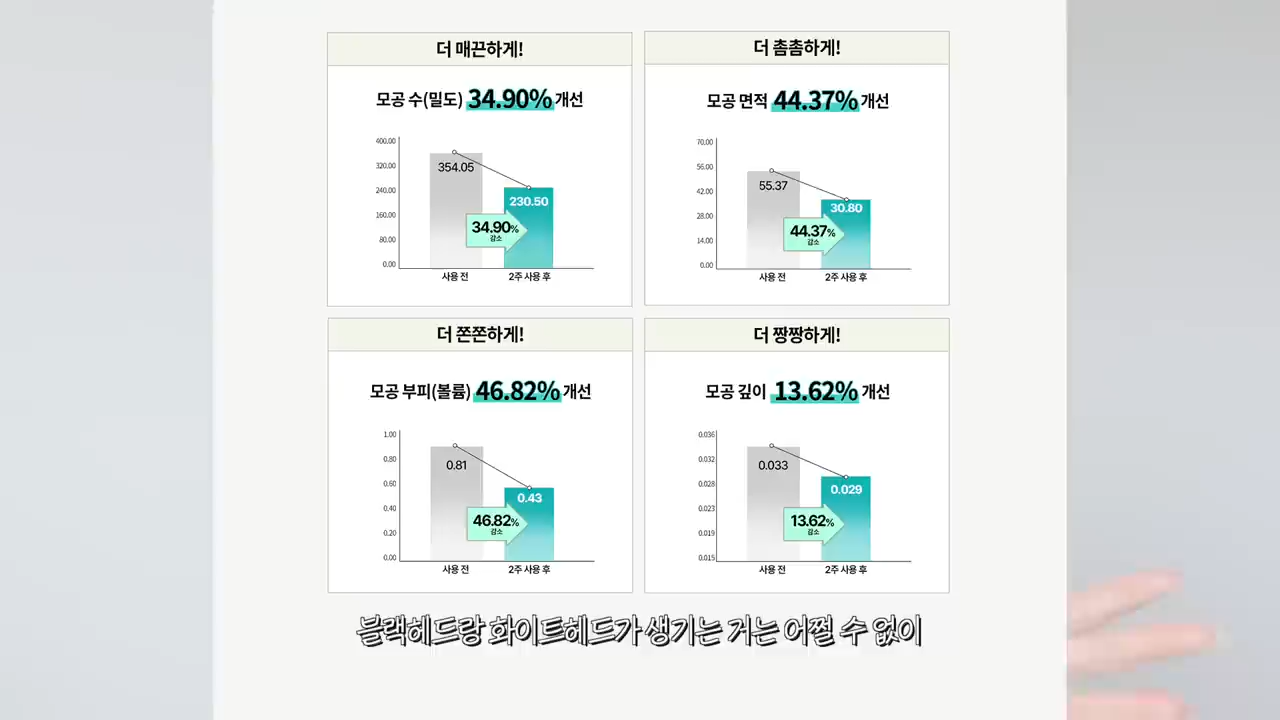 더 매끈하게!
모공 수(밀도) 34.90% 개선
400.00
320.00
240.00
160.00
80.00
0.00
354.05
230.50
34.90%
감소
사용 전
2주 사용 후
더 촘촘하게!
모공 면적 44.37% 개선
70.00
56.00
42.00
28.00
14.00
0.00
55.37
30.80
44.37%
감소
사용 전
2주 사용 후
더 쫀쫀하게!
모공 부피(볼륨) 46.82% 개선
1.00
0.80
0.60
0.40
0.20
0.00
0.81
0.43
46.82%
감소
사용 전
2주 사용 후
더 짱짱하게!
모공 깊이 13.62% 개선
0.036
0.032
0.028
0.023
0.019
0.015
0.033
0.029
13.62%
감소
사용 전
2주 사용 후
블랙헤드랑 화이트헤드가 생기는 거는 어쩔 수 없이